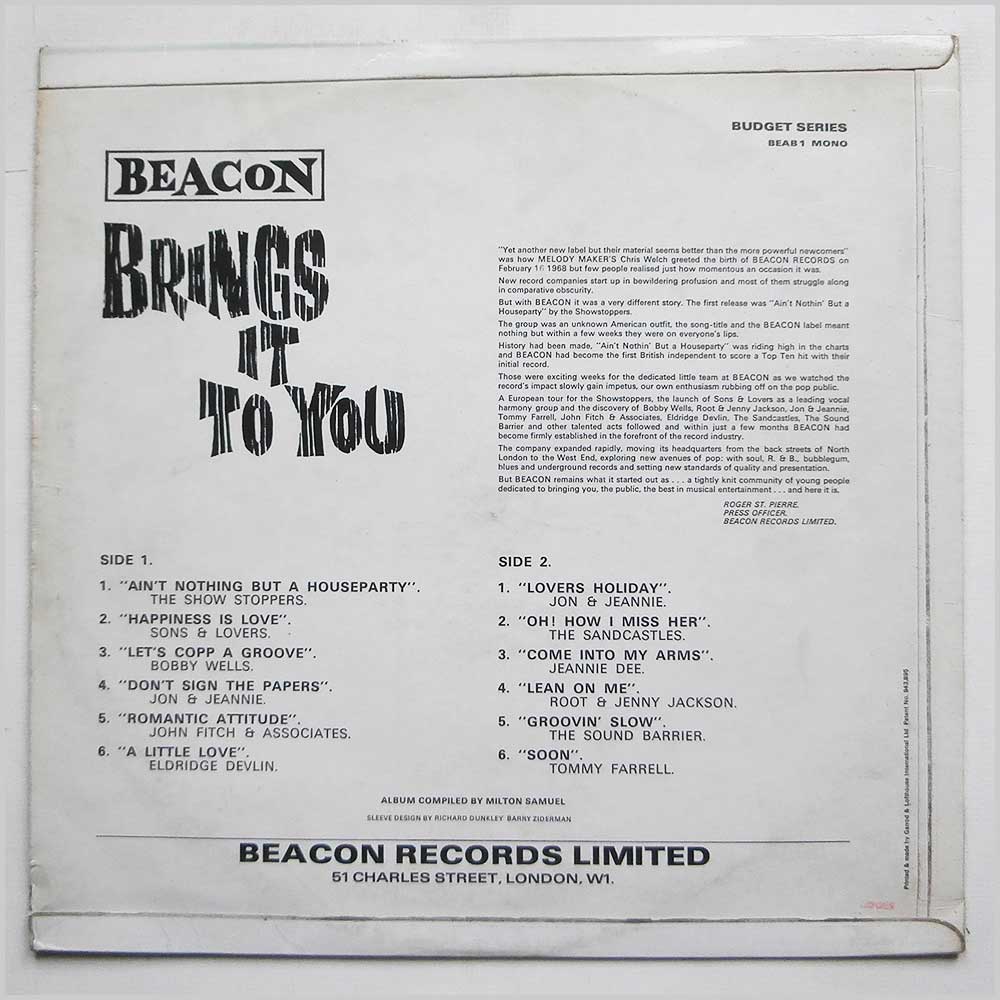 BUDGET SERIES
BEAB1 MONO
BEACON
BRINGS
IT
TO YOU
"Yet another new label but their material seems better than the more powerful newcomers"
was how MELODY MAKER'S Chris Welch greeted the birth of BEACON RECORDS on
February 16 1968 but few people realised just how momentous an occasion it was.
New record companies start up in bewildering profusion and most of them struggle along
in comparative obscurity.
But with BEACON it was a very different story. The first release was "Ain't Nothin' But a
Houseparty" by the Showstoppers.
The group was an unknown American outfit, the song-title and the BEACON label meant
nothing but within a few weeks they were on everyone's lips.
History had been made, "Ain't Nothin' But a Houseparty" was riding high in the charts
and BEACON had become the first British independent to score a Top Ten hit with their
initial record.
Those were exciting weeks for the dedicated little team at BEACON as we watched the
record's impact slowly gain impetus, our own enthusiasm rubbing off on the pop public.
A European tour for the Showstoppers, the launch of Sons & Lovers as a leading vocal
harmony group and the discovery of Bobby Wells, Root & Jenny Jackson, Jon & Jeannie,
Tommy Farrell, John Fitch & Associates, Eldridge Devlin, The Sandcastles, The Sound
Barrier and other talented acts followed and within just a few months BEACON had
become firmly established in the forefront of the record industry.
The company expanded rapidly, moving its headquarters from the back streets of North
London to the West End, exploring new avenues of pop: with soul, R. & B., bubblegum,
blues and underground records and setting new standards of quality and presentation.
But BEACON remains what it started out as . . . a tightly knit community of young people
dedicated to bringing you, the public, the best in musical entertainment . . . and here it is.
ROGER ST. PIERRE.
PRESS OFFICER.
BEACON RECORDS LIMITED.
SIDE 1.
1. "AIN'T NOTHING BUT A HOUSEPARTY".
THE SHOW STOPPERS.
2. "HAPPINESS IS LOVE".
SONS & LOVERS.
3. "LET'S COPP A GROOVE".
BOBBY WELLS.
4. "DON'T SIGN THE PAPERS".
JON & JEANNIE.
5. "ROMANTIC ATTITUDE".
JOHN FITCH & ASSOCIATES.
6. "A LITTLE LOVE".
ELDRIDGE DEVLIN.
SIDE 2.
1. "LOVERS HOLIDAY".
JON & JEANNIE.
2. "OH! HOW I MISS HER".
THE SANDCASTLES.
3. "COME INTO MY ARMS".
JEANNIE DEE.
4. "LEAN ON ME".
ROOT & JENNY JACKSON.
5. "GROOVIN' SLOW".
THE SOUND BARRIER.
6. "SOON".
TOMMY FARRELL.
ALBUM COMPILED BY MILTON SAMUEL
SLEEVE DESIGN BY RICHARD DUNKLEY BARRY ZIDERMAN
BEACON RECORDS LIMITED
51 CHARLES STREET, LONDON, W1.
Printed & made by Garrod & Lofthouse International Ltd Patent No. 943,895